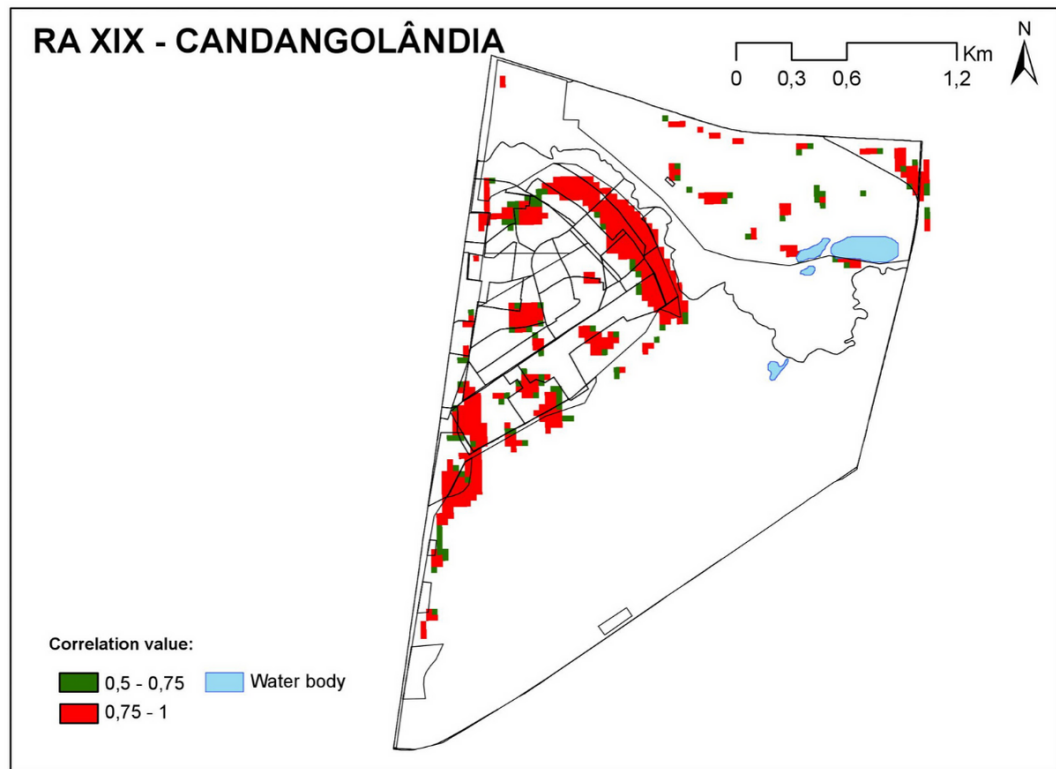 RA XIX - CANDANGOLÂNDIA
N
Km
0 0,3 0,6 1,2
Correlation value:
0,5 - 0,75 Water body
0,75 - 1